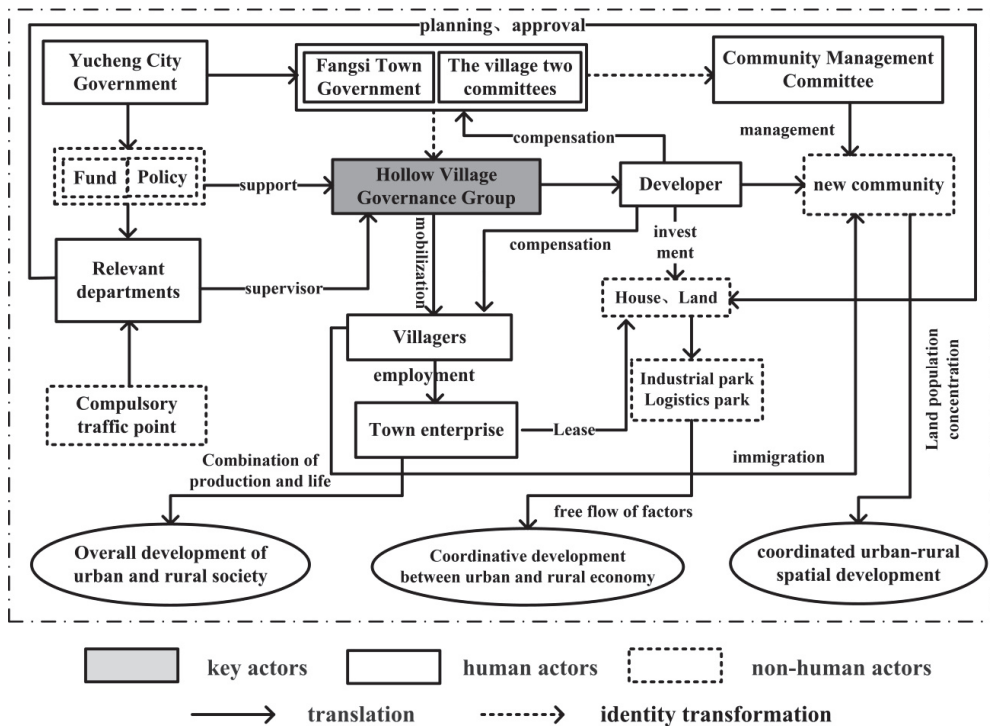 planning、approval
Yucheng City
Government
Fangsi Town
Government
The village two
committees
Community Management
Committee
compensation
management
Fund
Policy
support
Hollow Village
Governance Group
Developer
new community
mobilization
compensation
invest
ment
Relevant
departments
supervisor
House、Land
Villagers
employment
Industrial park
Logistics park
Land population
concentration
Compulsory
traffic point
Town enterprise
Lease
immigration
Combination of
production and life
free flow of factors
Overall development of
urban and rural society
Coordinative development
between urban and rural economy
coordinated urban-rural
spatial development
key actors
human actors
non-human actors
translation
identity transformation